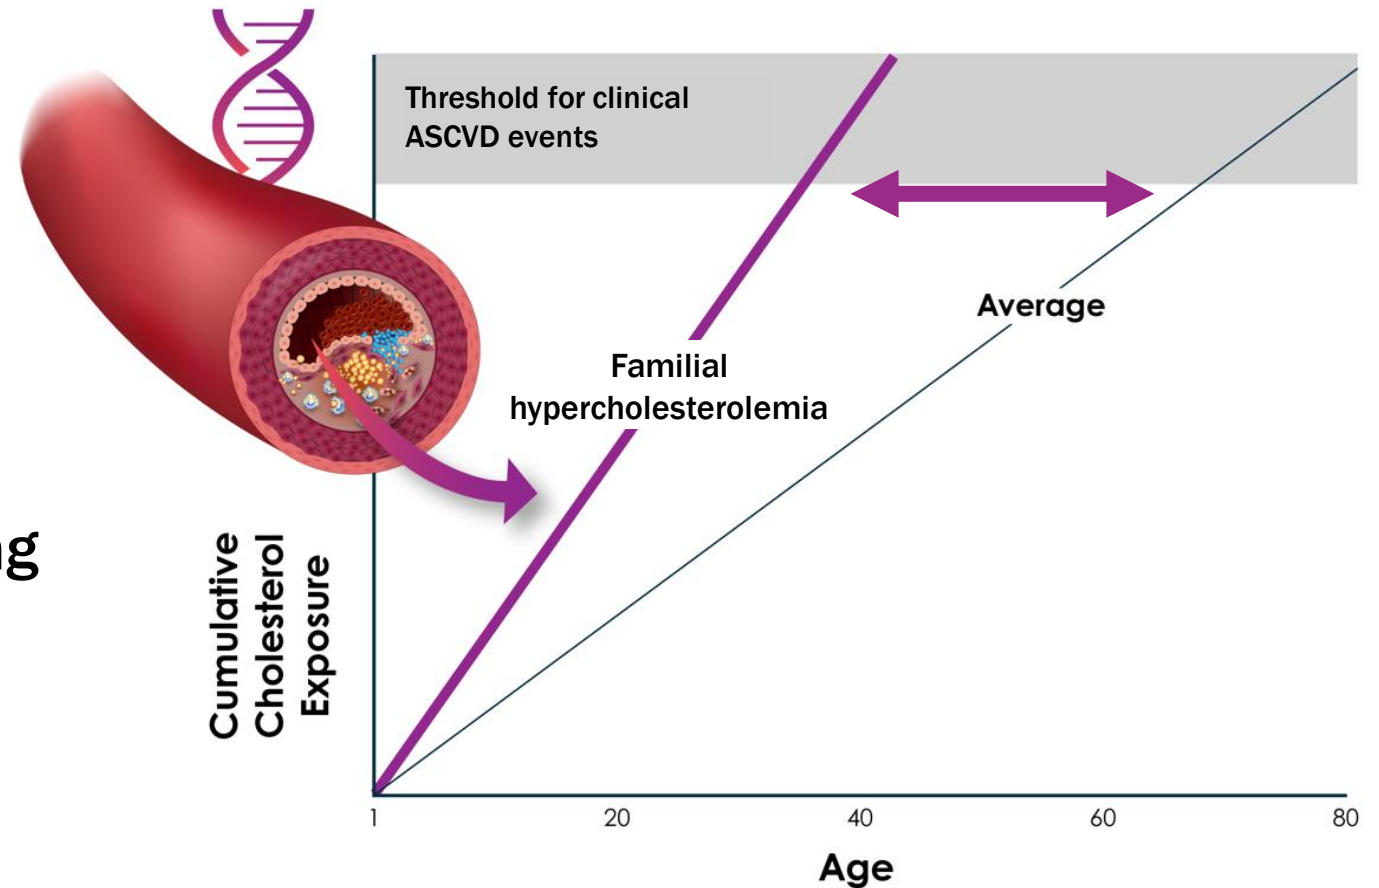 Threshold for clinical
ASCVD events
Average
Familial
hypercholesterolemia
Cumulative
Cholesterol
Exposure
1 20 40 60 80
Age